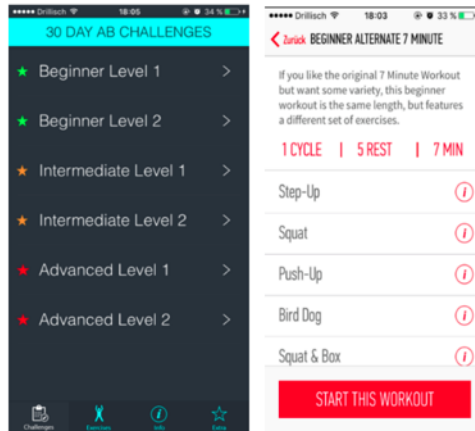 Drillisch 18:05 34 %
30 DAY AB CHALLENGES
Beginner Level 1
Beginner Level 2
Intermediate Level 1
Intermediate Level 2
Advanced Level 1
Advanced Level 2
Challenges Exercises Info Extra
Drillisch 18:03 33 %
Zurück BEGINNER ALTERNATE 7 MINUTE
If you like the original 7 Minute Workout
but want some variety, this beginner
workout is the same length, but features
a different set of exercises.
1 CYCLE | 5 REST | 7 MIN
Step-Up
Squat
Push-Up
Bird Dog
Squat & Box
START THIS WORKOUT